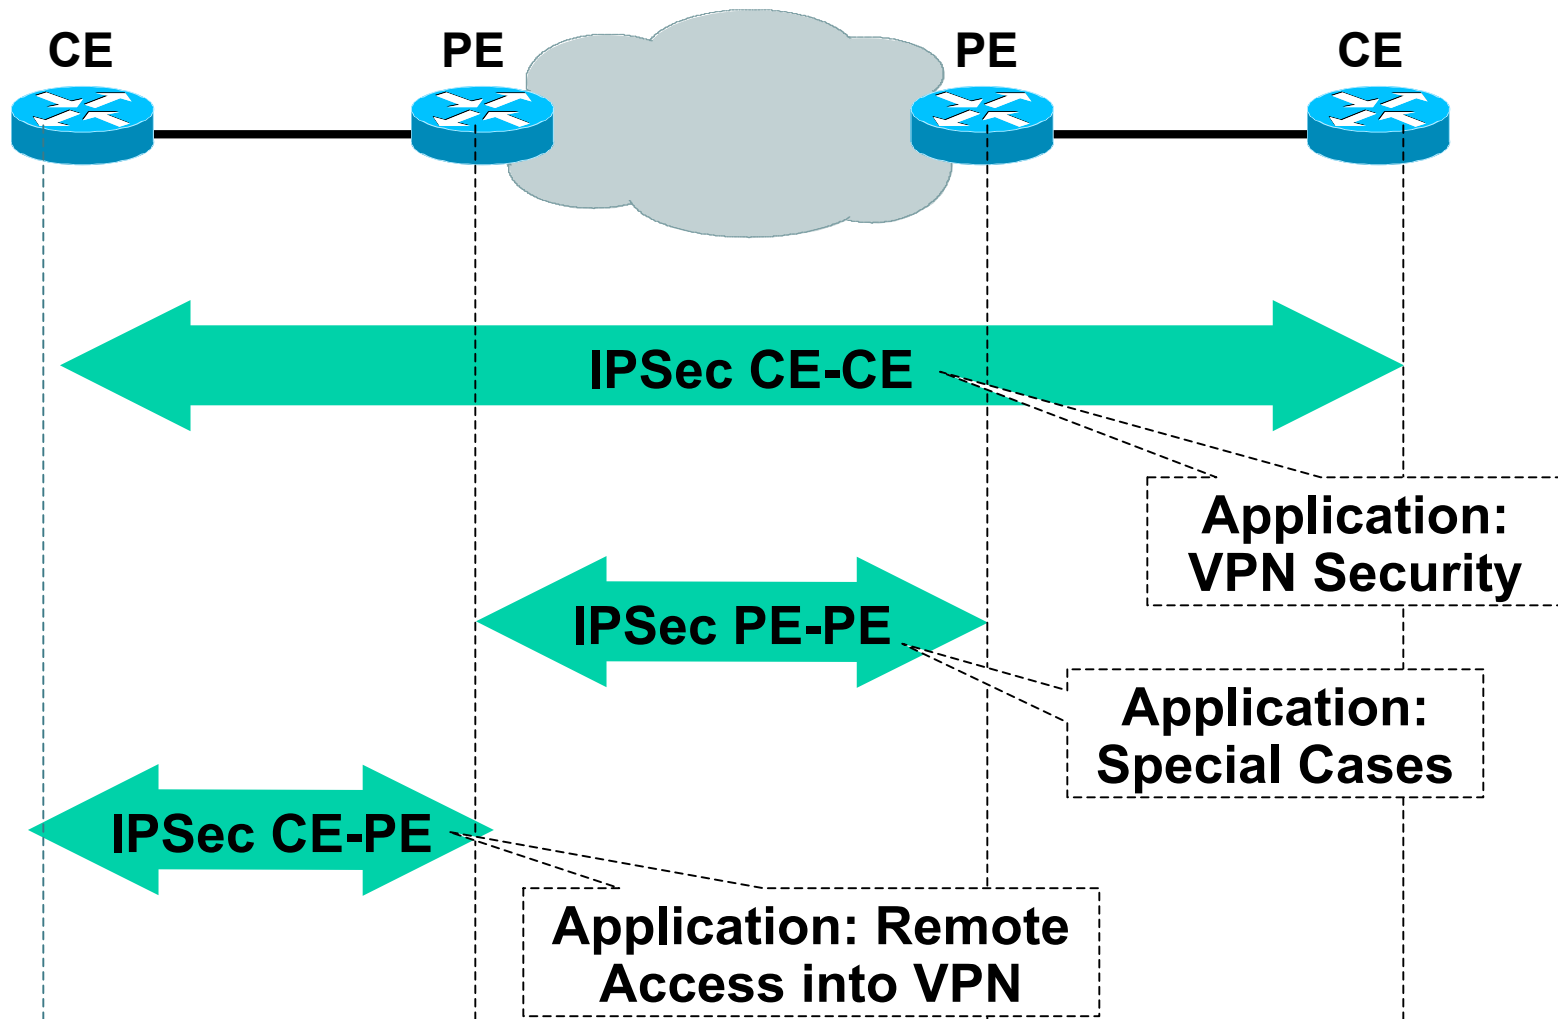 CE
PE
PE
CE
IPSec CE-CE
Application:
VPN Security
IPSec PE-PE
Application:
Special Cases
IPSec CE-PE
Application: Remote
Access into VPN